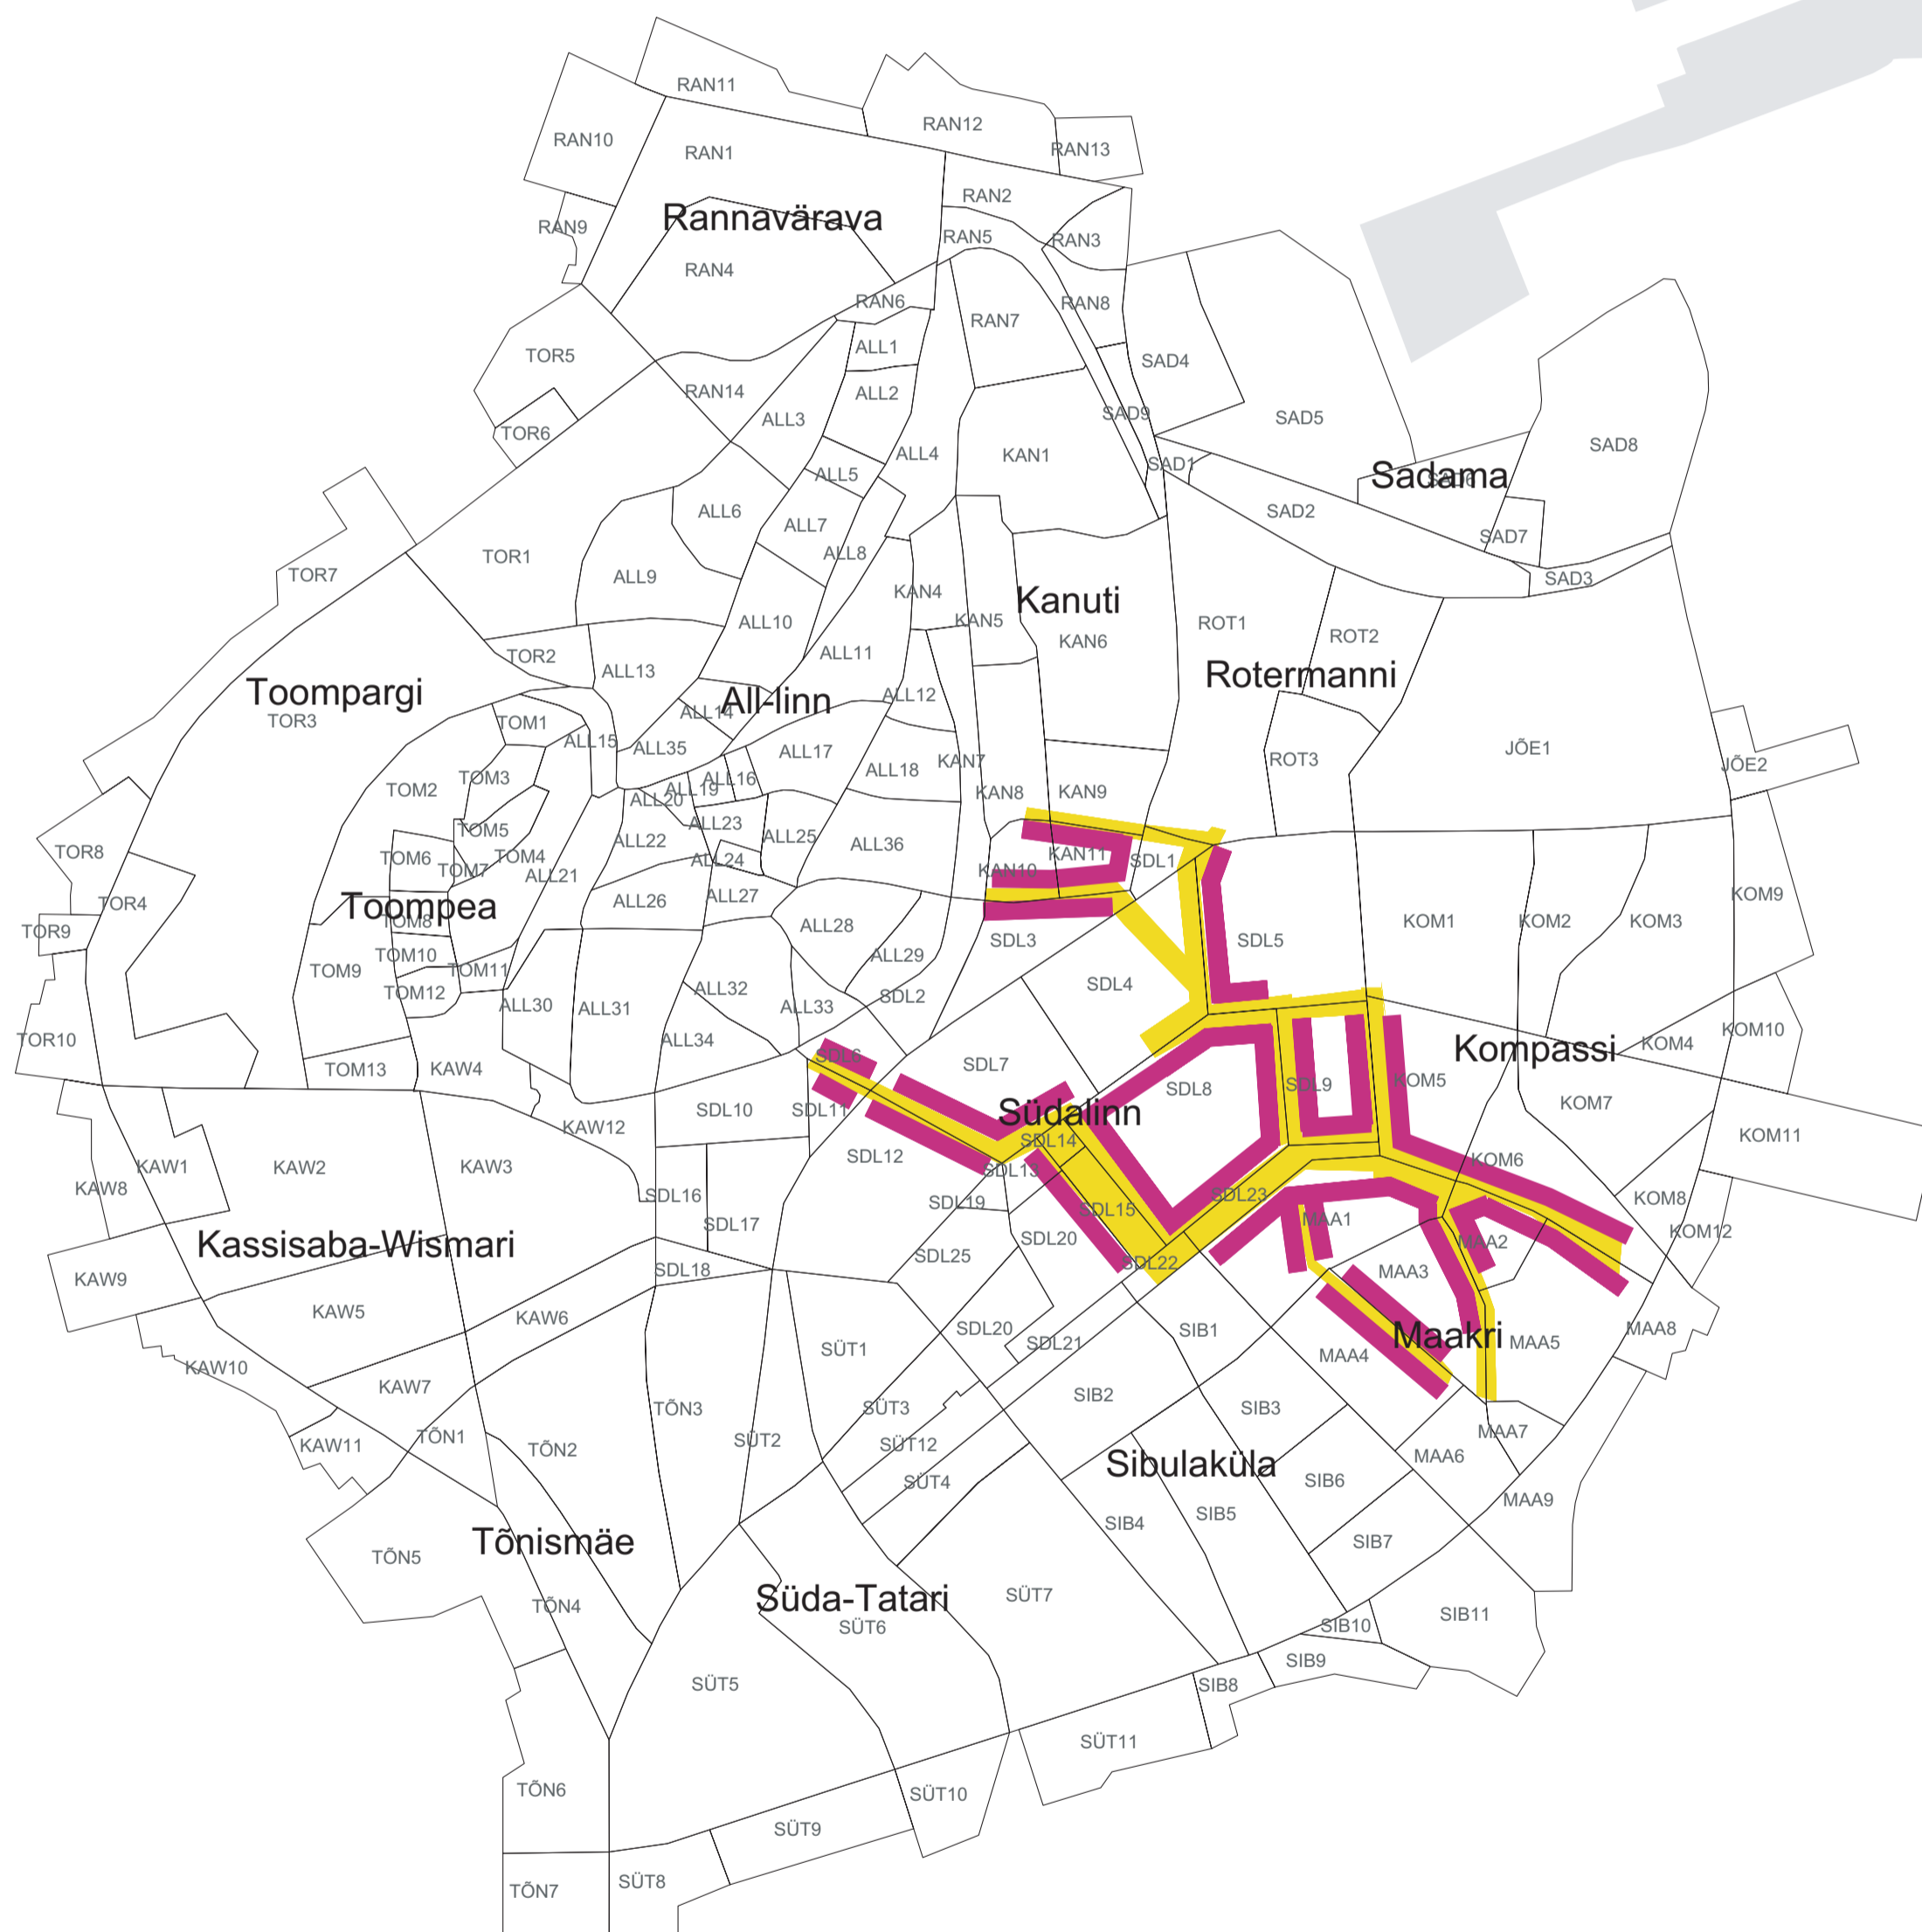 RAN11
RAN12
RAN10
RAN1
RAN13
RAN2
Rannavärava
RAN9
RAN5
RAN3
RAN4
RAN6
RAN8
RAN7
TOR5
ALL1
SAD4
RAN14
ALL2
ALL3
SAD9
SAD5
TOR6
ALL4
KAN1
SAD8
SAD1
ALL5
Sadama
SAD6
ALL6
ALL7
SAD2
SAD7
TOR1
ALL8
TOR7
ALL9
SAD3
KAN4
Kanuti
KAN5
ALL10
ROT1
ROT2
KAN6
TOR2
ALL11
ALL13
Rotermanni
Toompargi
ALL12
All-linn
TOR3
ALL14
TOM1
ALL15
ALL35
ALL17
JÕE1
KAN7
ROT3
JÕE2
ALL18
TOM3
ALL16
TOM2
ALL19
KAN8
KAN9
ALL20
ALL23
TOM5
ALL22
ALL25
ALL36
TOR8
TOM6
TOM4
KAN11
SDL1
ALL24
TOM7
KAN10
ALL21
ALL27
KOM9
TOR4
Toompea
ALL26
TOM8
KOM1
KOM2
KOM3
TOR9
ALL28
SDL3
SDL5
TOM10
ALL29
TOM9
TOM11
SDL4
ALL32
TOM12
SDL2
ALL30
ALL31
ALL33
KOM10
TOR10
ALL34
KOM4
Kompassi
SDL6
SDL7
TOM13
KAW4
KOM5
SDL9
SDL8
KOM7
SDL10
SDL11
Südalinn
KAW12
KOM11
SDL14
SDL12
KOM6
KAW1
KAW2
KAW3
SDL13
KAW8
SDL16
SDL23
KOM8
SDL19
SDL15
SDL17
MAA1
KOM12
Kassisaba-Wismari
SDL20
MAA2
SDL25
SDL22
SDL18
MAA3
KAW9
KAW5
KAW6
SDL20
SIB1
MAA8
Maakri
SDL21
MAA5
SÜT1
MAA4
KAW10
KAW7
SIB2
TÕN3
SÜT3
SIB3
MAA7
TÕN1
SÜT2
KAW11
SÜT12
TÕN2
MAA6
Sibulaküla
SÜT4
SIB6
MAA9
SIB5
SIB4
Tõnismäe
SIB7
TÕN5
Süda-Tatari
SÜT7
TÕN4
SIB11
SÜT6
SIB10
SIB9
SÜT5
SIB8
SÜT11
TÕN6
SÜT10
SÜT9
SÜT8
TÕN7